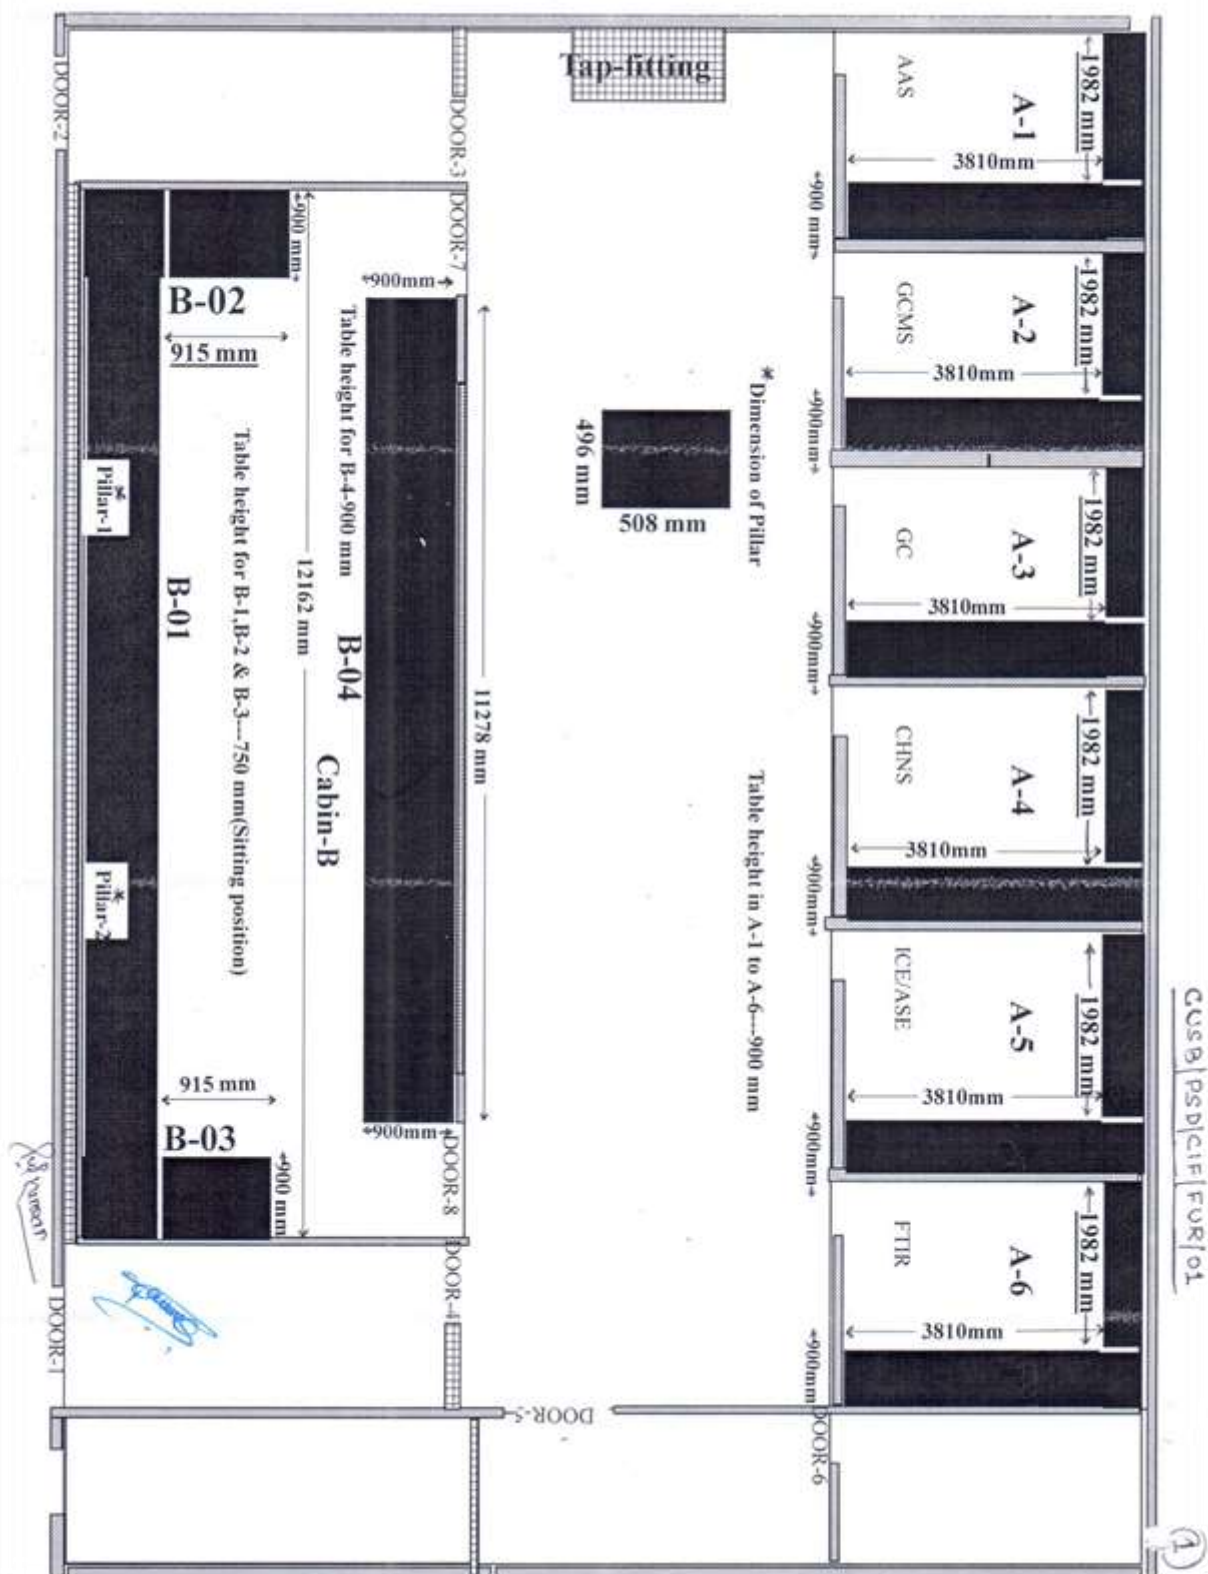 CUSB/PSD/CIF/FUR/01
1
Tap-fitting
A-1
AAS
1982 mm
3810mm
900 mm
A-2
GCMS
1982 mm
3810mm
900mm
A-3
GC
1982 mm
3810mm
900mm
A-4
CHNS
1982 mm
3810mm
900mm
A-5
ICE/ASE
1982 mm
3810mm
900mm
A-6
FTIR
1982 mm
3810mm
900mm
*Dimension of Pillar
496 mm
508 mm
Table height in A-1 to A-6---900 mm
DOOR-2
DOOR-3
DOOR-7
900mm
11278 mm
Table height for B-4-900 mm
B-04
Cabin-B
12162 mm
900mm
DOOR-8
DOOR-4
B-02
900 mm
915 mm
Table height for B-1,B-2 & B-3---750 mm(Sitting position)
B-01
*
Pillar-1
*
Pillar-2
915 mm
B-03
900 mm
DOOR-1
DOOR-5
DOOR-6